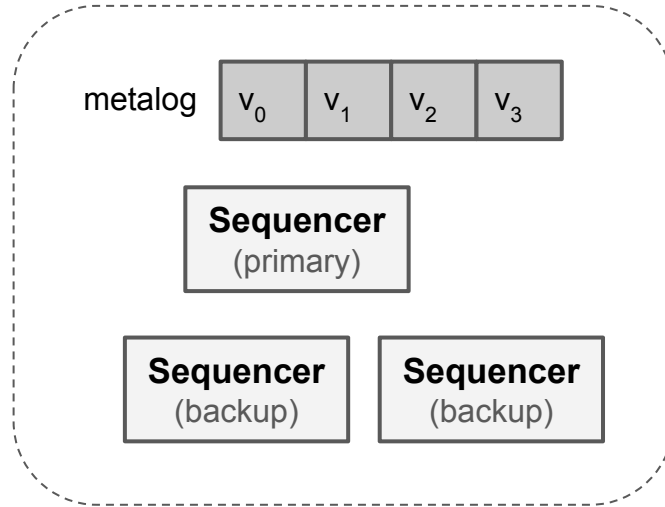 metalog v₀ v₁ v₂ v₃
Sequencer
(primary)
Sequencer Sequencer
(backup) (backup)